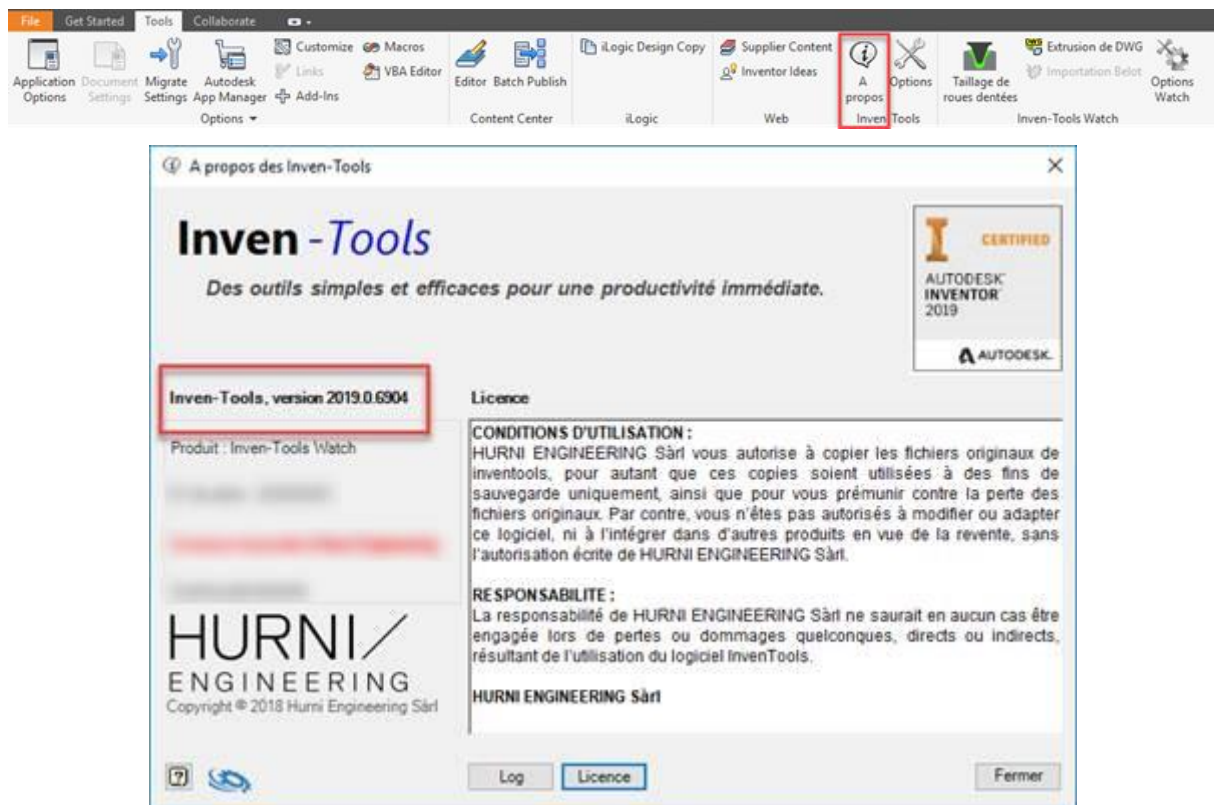 File Get Started Tools Collaborate
Application Options
Document Settings
Migrate Settings
Autodesk App Manager
Customize
Links
Add-Ins
Macros
VBA Editor
Options
Editor
Batch Publish
Content Center
iLogic Design Copy
iLogic
Supplier Content
Inventor Ideas
Web
A propos
Options
Inven-Tools
Taillage de roues dentées
Extrusion de DWG
Importation Belot
Options Watch
Inven-Tools Watch
A propos des Inven-Tools
Inven - Tools
Des outils simples et efficaces pour une productivité immédiate.
I CERTIFIED
AUTODESK
INVENTOR
2019
AUTODESK.
Inven-Tools, version 2019.0.6904
Produit : Inven-Tools Watch
HURNI
ENGINEERING
Copyright © 2018 Hurni Engineering Sàrl
Licence
CONDITIONS D'UTILISATION :
HURNI ENGINEERING Sàrl vous autorise à copier les fichiers originaux de
inventools, pour autant que ces copies soient utilisées à des fins de
sauvegarde uniquement, ainsi que pour vous prémunir contre la perte des
fichiers originaux. Par contre, vous n'êtes pas autorisés à modifier ou adapter
ce logiciel, ni à l'intégrer dans d'autres produits en vue de la revente, sans
l'autorisation écrite de HURNI ENGINEERING Sàrl.
RESPONSABILITE :
La responsabilité de HURNI ENGINEERING Sàrl ne saurait en aucun cas être
engagée lors de pertes ou dommages quelconques, directs ou indirects,
résultant de l'utilisation du logiciel InvenTools.
HURNI ENGINEERING Sàrl
Log Licence Fermer